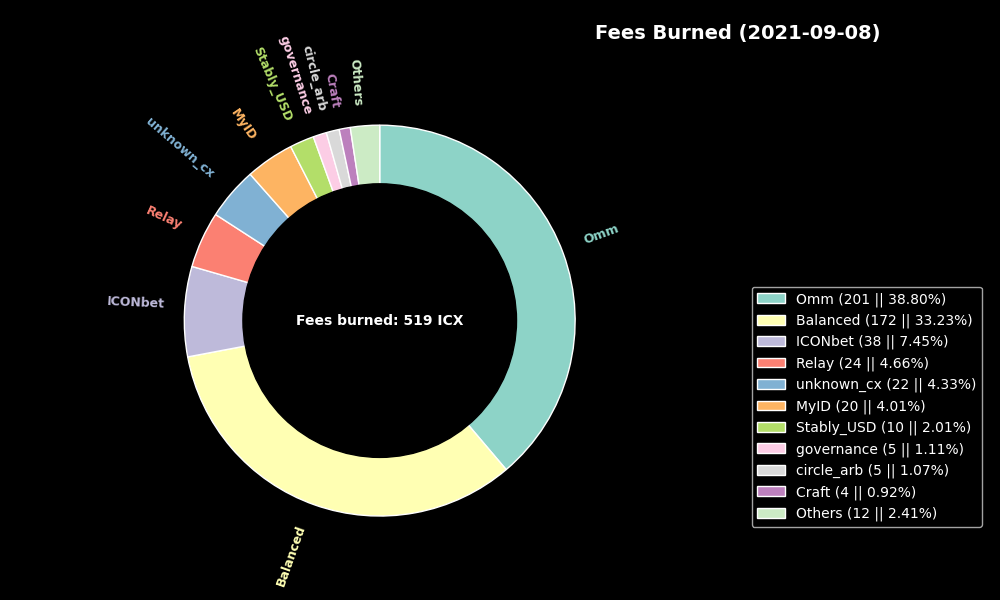 Fees Burned (2021-09-08)
Others
Craft
circle_arb
governance
Stably_USD
MyID
unknown_cx
Relay
ICONbet
Balanced
Omm
Fees burned: 519 ICX
Omm (201 || 38.80%)
Balanced (172 || 33.23%)
ICONbet (38 || 7.45%)
Relay (24 || 4.66%)
unknown_cx (22 || 4.33%)
MyID (20 || 4.01%)
Stably_USD (10 || 2.01%)
governance (5 || 1.11%)
circle_arb (5 || 1.07%)
Craft (4 || 0.92%)
Others (12 || 2.41%)